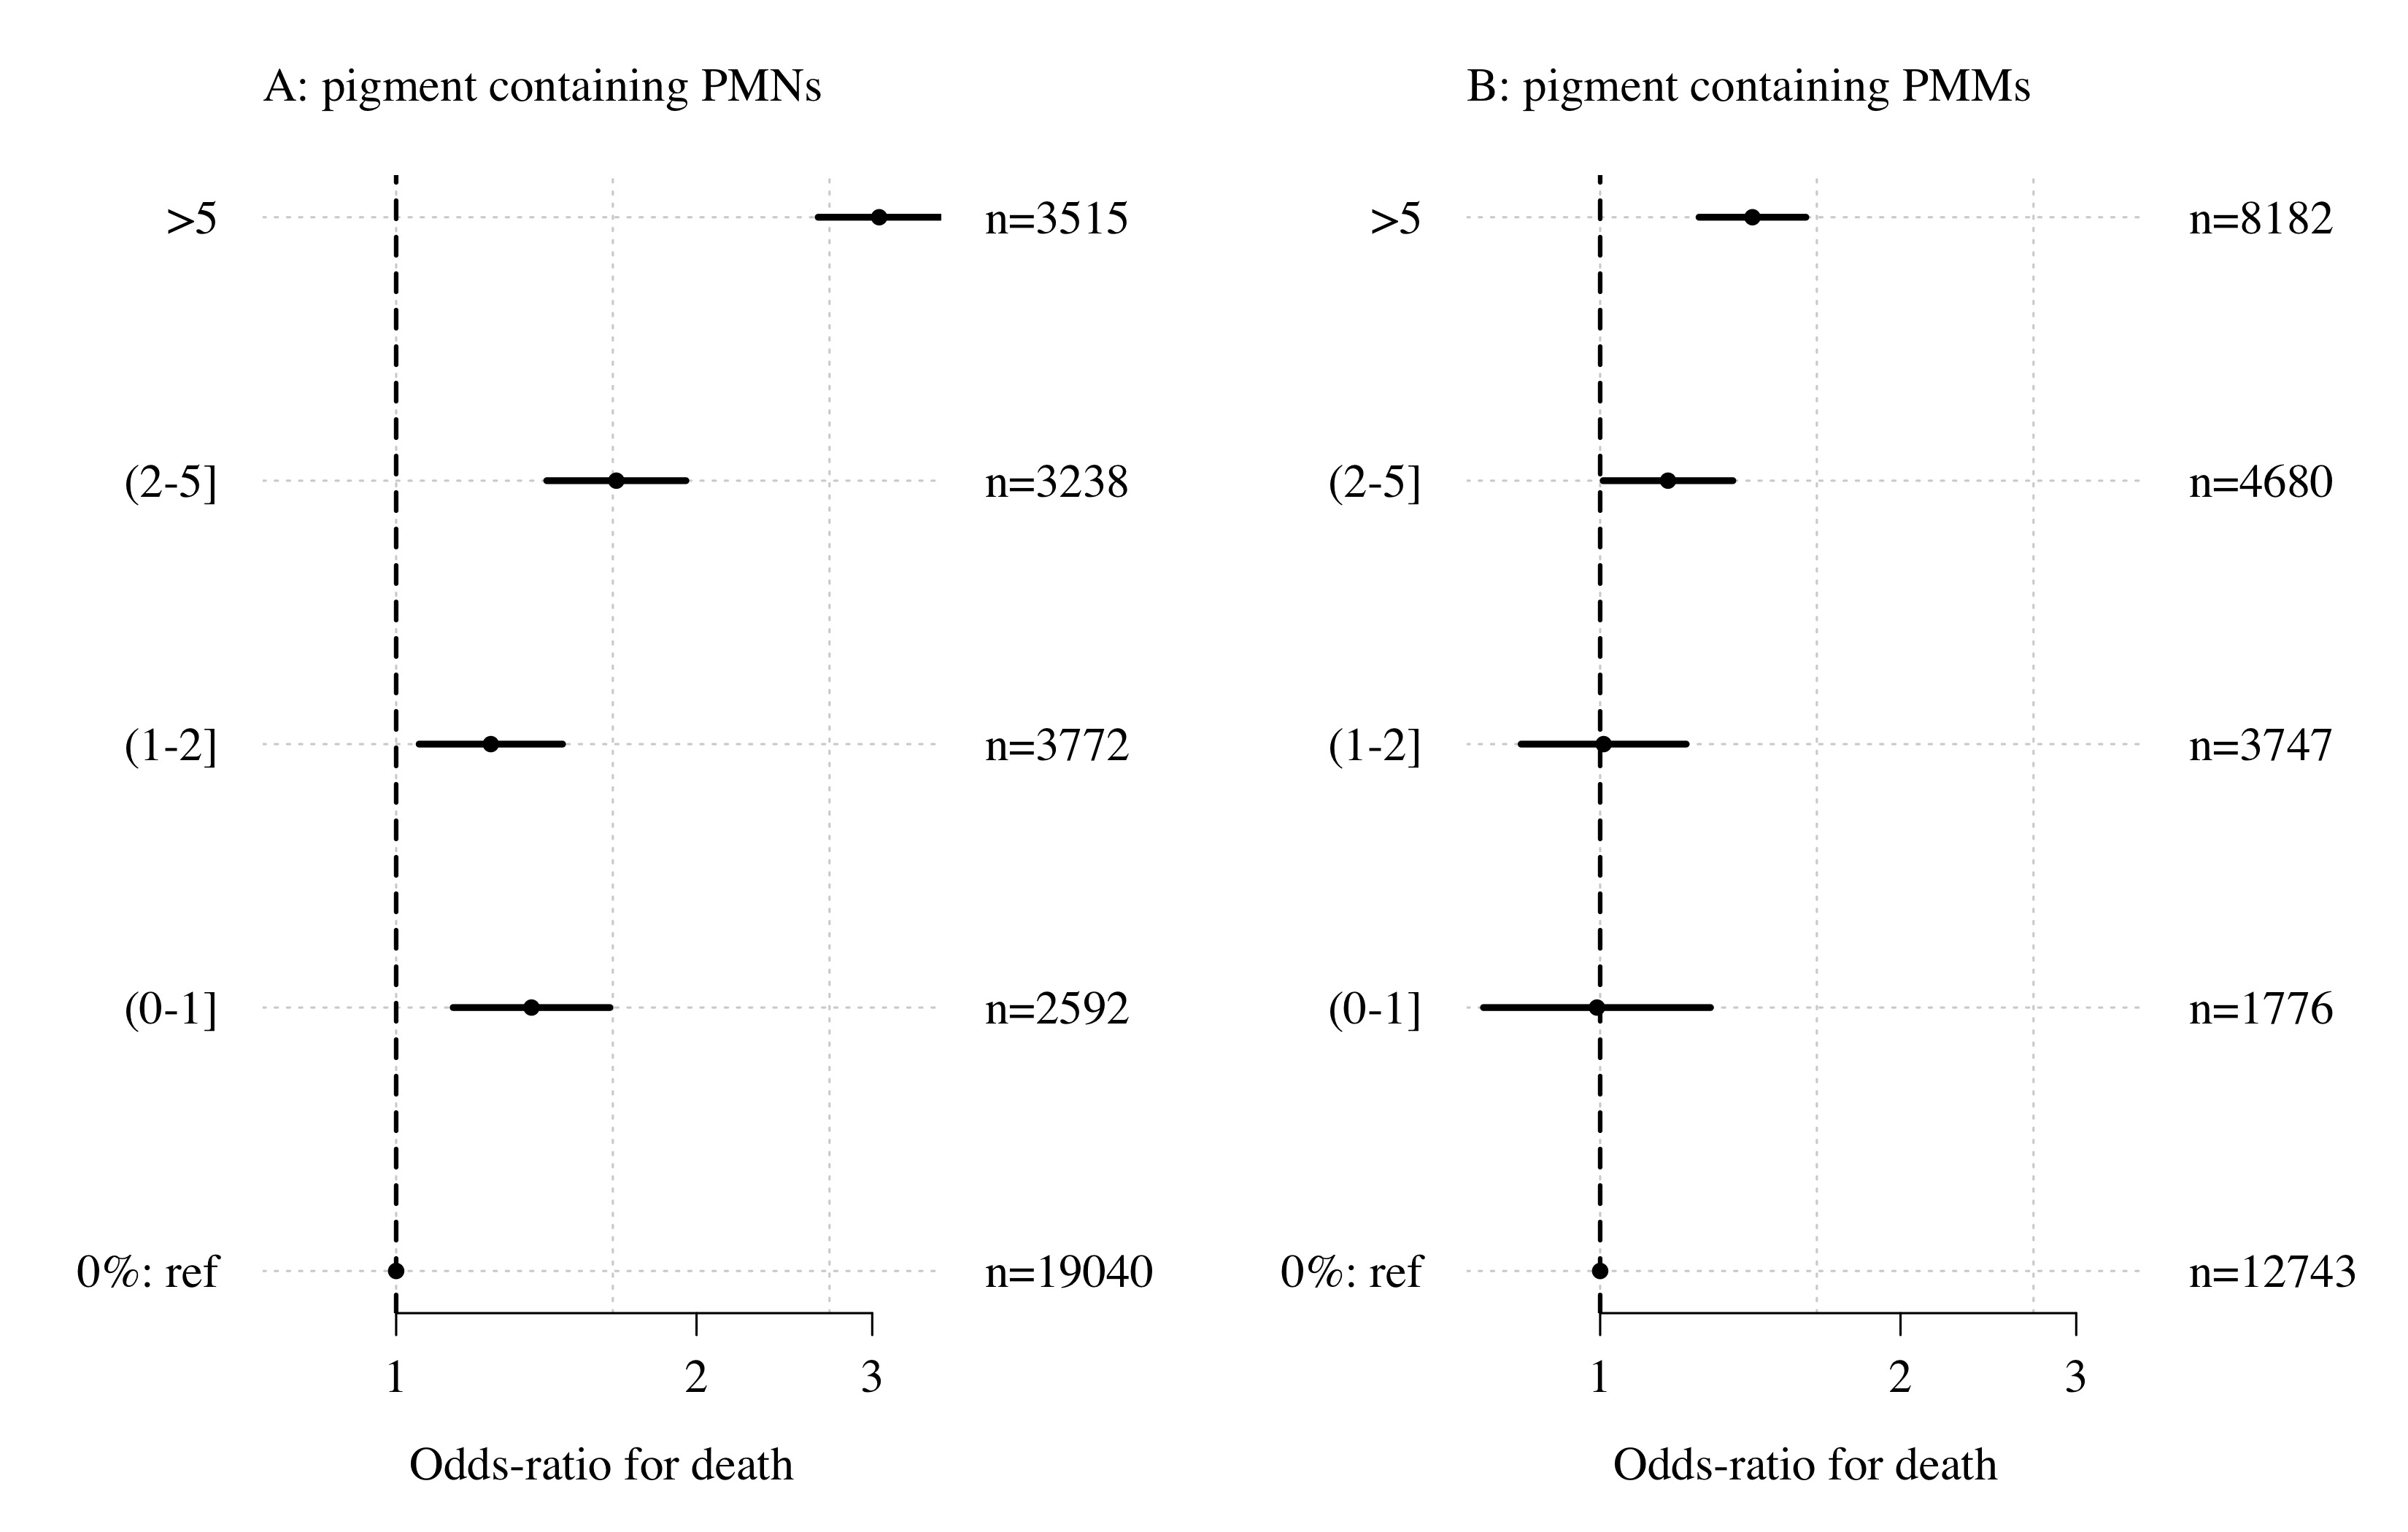 A: pigment containing PMNs
>5 n=3515
(2-5] n=3238
(1-2] n=3772
(0-1] n=2592
0%: ref n=19040
1 2 3
Odds-ratio for death
B: pigment containing PMMs
>5 n=8182
(2-5] n=4680
(1-2] n=3747
(0-1] n=1776
0%: ref n=12743
1 2 3
Odds-ratio for death